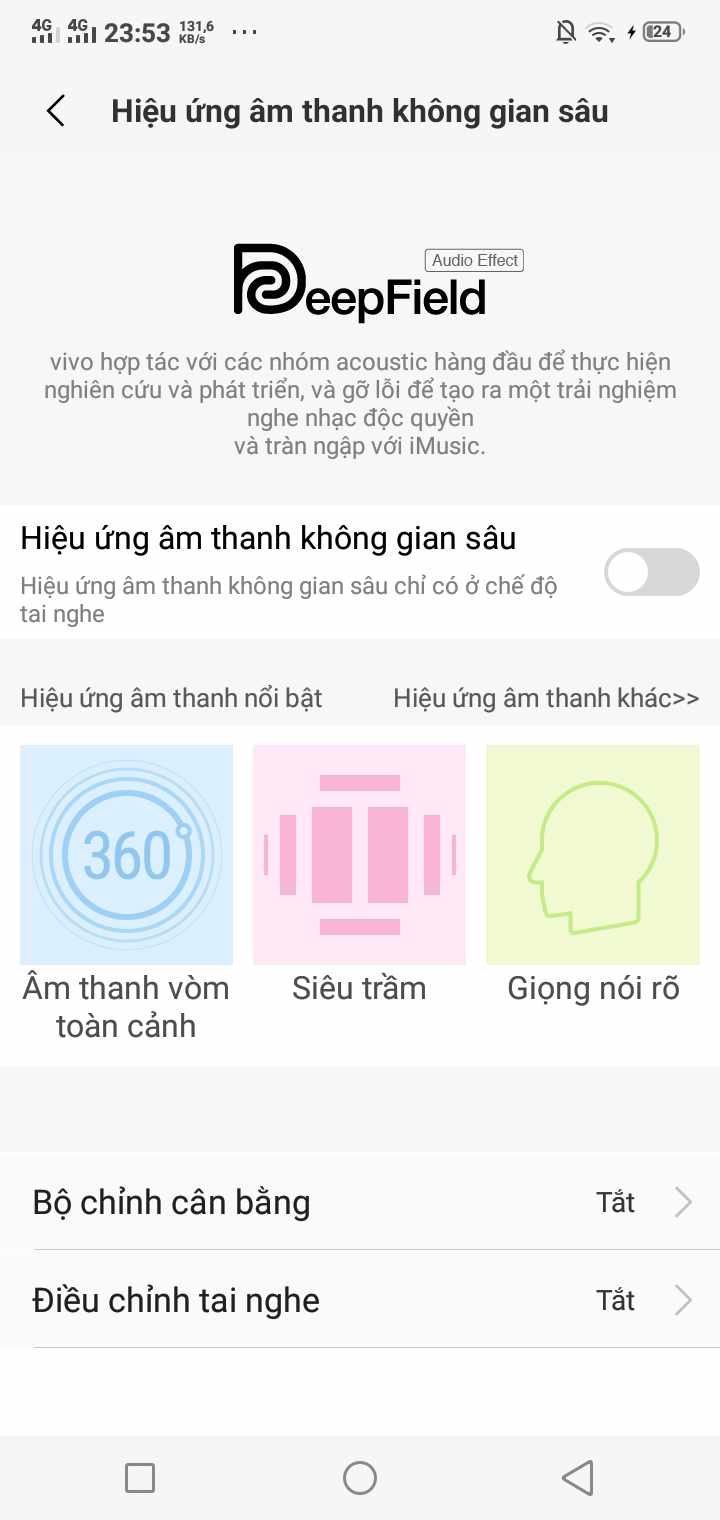 4G 4G 23:53 131,6 KB/s ... 24
Hiệu ứng âm thanh không gian sâu
Audio Effect
DeepField
vivo hợp tác với các nhóm acoustic hàng đầu để thực hiện
nghiên cứu và phát triển, và gỡ lỗi để tạo ra một trải nghiệm
nghe nhạc độc quyền
và tràn ngập với iMusic.
Hiệu ứng âm thanh không gian sâu
Hiệu ứng âm thanh không gian sâu chỉ có ở chế độ
tai nghe
Hiệu ứng âm thanh nổi bật
Hiệu ứng âm thanh khác>>
360
Âm thanh vòm
toàn cảnh
Siêu trầm
Giọng nói rõ
Bộ chỉnh cân bằng Tắt
Điều chỉnh tai nghe Tắt